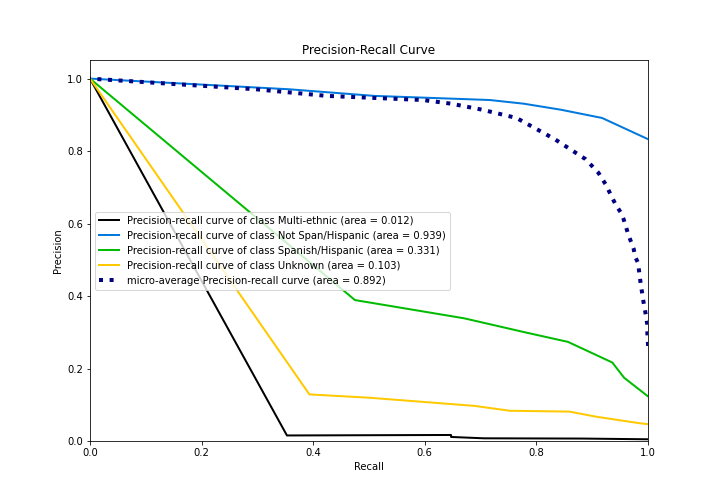 Precision-Recall Curve
Precision
1.0
0.8
0.6
0.4
0.2
0.0
Precision-recall curve of class Multi-ethnic (area = 0.012)
Precision-recall curve of class Not Span/Hispanic (area = 0.939)
Precision-recall curve of class Spanish/Hispanic (area = 0.331)
Precision-recall curve of class Unknown (area = 0.103)
micro-average Precision-recall curve (area = 0.892)
0.0 0.2 0.4 0.6 0.8 1.0
Recall